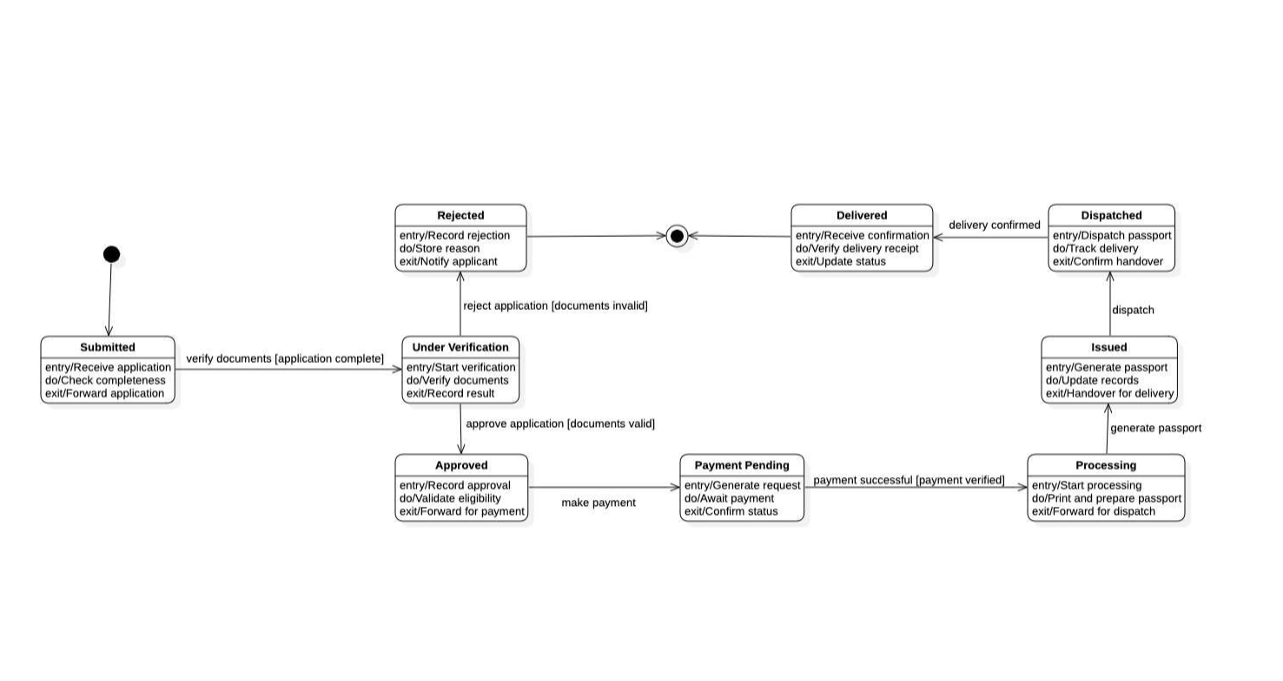 Rejected
entry/Record rejection
do/Store reason
exit/Notify applicant
Delivered
entry/Receive confirmation
do/Verify delivery receipt
exit/Update status
delivery confirmed
Dispatched
entry/Dispatch passport
do/Track delivery
exit/Confirm handover
reject application [documents invalid]
dispatch
Submitted
entry/Receive application
do/Check completeness
exit/Forward application
verify documents [application complete]
Under Verification
entry/Start verification
do/Verify documents
exit/Record result
Issued
entry/Generate passport
do/Update records
exit/Handover for delivery
approve application [documents valid]
generate passport
Approved
entry/Record approval
do/Validate eligibility
exit/Forward for payment
make payment
Payment Pending
entry/Generate request
do/Await payment
exit/Confirm status
payment successful [payment verified]
Processing
entry/Start processing
do/Print and prepare passport
exit/Forward for dispatch